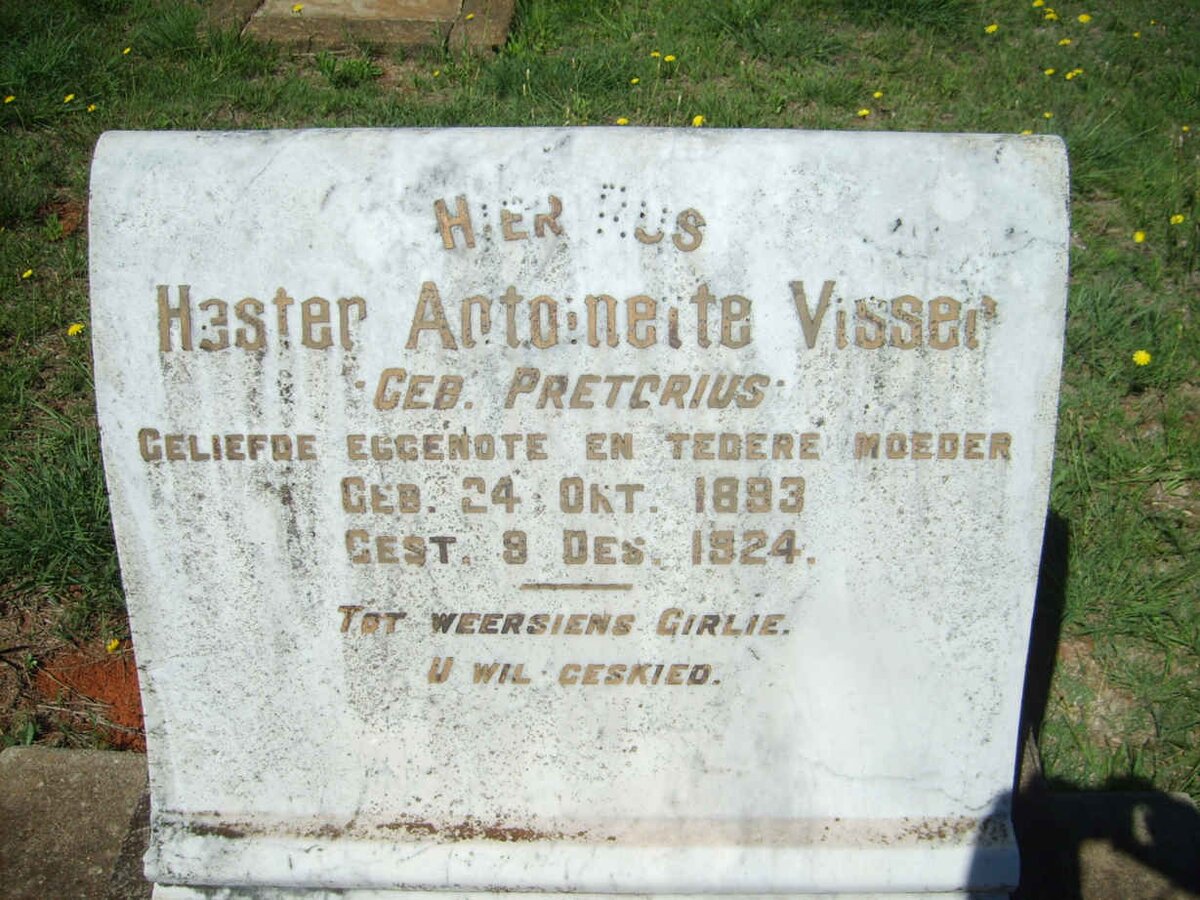 HIER RUS
Hester Antoinette Visser
GEB. PRETORIUS
GELIEFDE EGGENOTE EN TEDERE MOEDER
GEB. 24 OKT. 1893
GEST. 9 DES. 1924.
TOT WEERSIENS GIRLIE.
U WIL GESKIED.